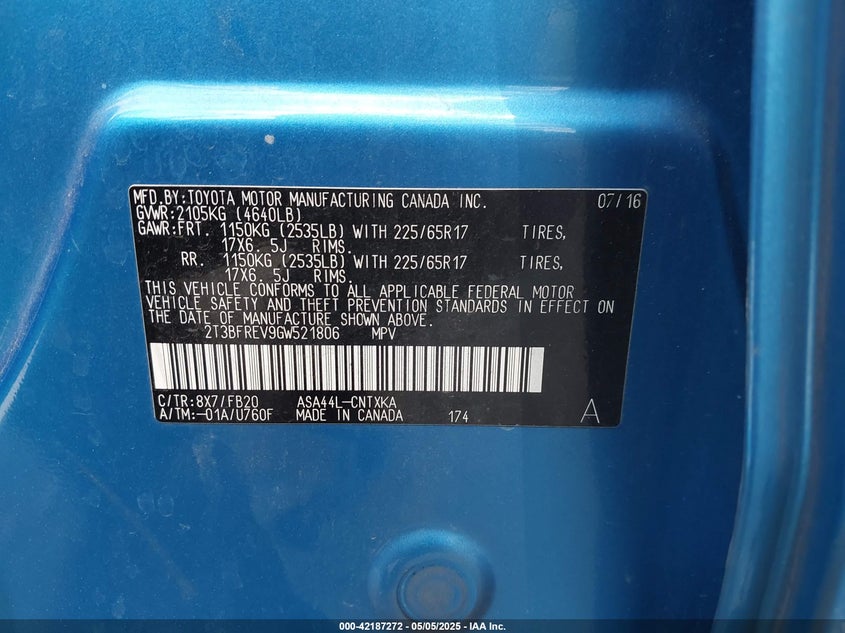 MFD.BY:TOYOTA MOTOR MANUFACTURING CANADA INC. 07/16
GVWR:2105KG (4640LB)
GAWR:FRT. 1150KG (2535LB) WITH 225/65R17 TIRES,
17X6. 5J RIMS.
RR. 1150KG (2535LB) WITH 225/65R17 TIRES,
17X6. 5J RIMS.
THIS VEHICLE CONFORMS TO ALL APPLICABLE FEDERAL MOTOR
VEHICLE SAFETY AND THEFT PREVENTION STANDARDS IN EFFECT ON
THE DATE OF MANUFACTURE SHOWN ABOVE.
2T3BFREV9GW521806 MPV
C/TR:8X7/FB20 ASA44L-CNTXKA
A/TM:-01A/U760F MADE IN CANADA 174 A
000-42187272 - 05/05/2025 - IAA Inc.